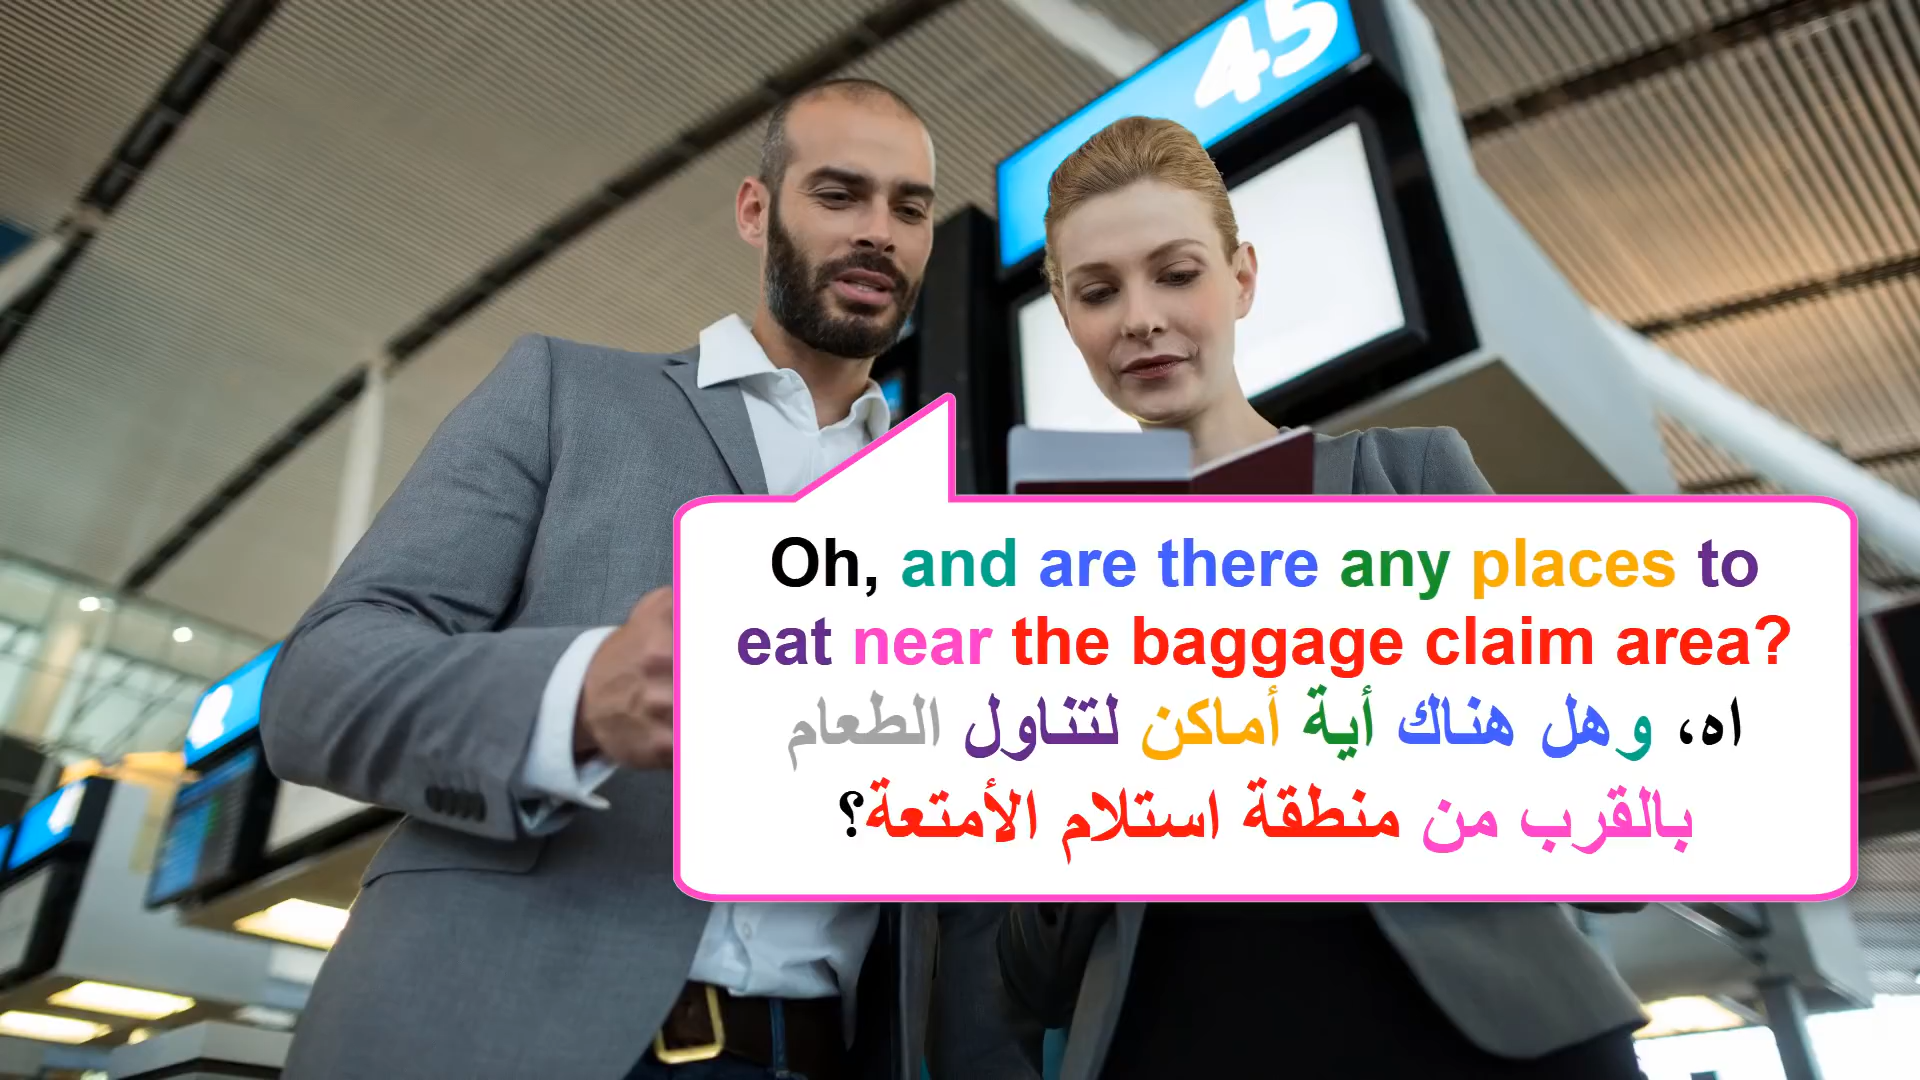 45
Oh, and are there any places to
eat near the baggage claim area?
اه، وهل هناك أية أماكن لتناول الطعام
بالقرب من منطقة استلام الأمتعة؟